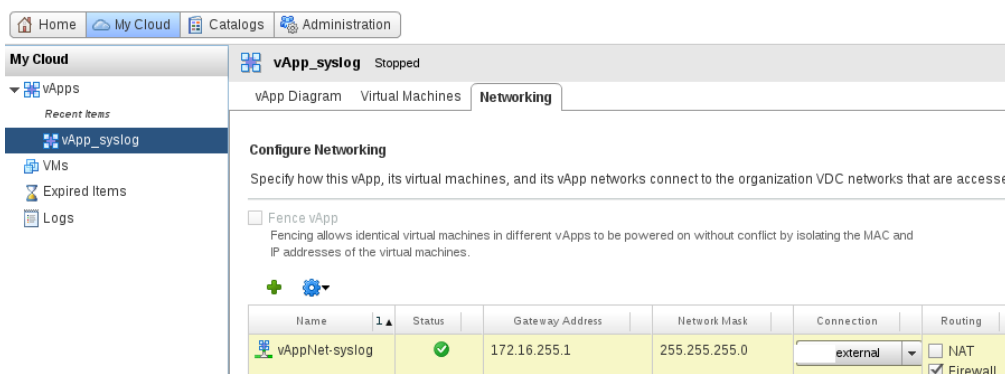 Home My Cloud Catalogs Administration
My Cloud
vApps
Recent Items
vApp_syslog
VMs
Expired Items
Logs
vApp_syslog Stopped
vApp Diagram Virtual Machines Networking
Configure Networking
Specify how this vApp, its virtual machines, and its vApp networks connect to the organization VDC networks that are accesse
Fence vApp
Fencing allows identical virtual machines in different vApps to be powered on without conflict by isolating the MAC and
IP addresses of the virtual machines.
Name 1▲ Status Gateway Address Network Mask Connection Routing
vAppNet-syslog 172.16.255.1 255.255.255.0 external NAT
Firewall